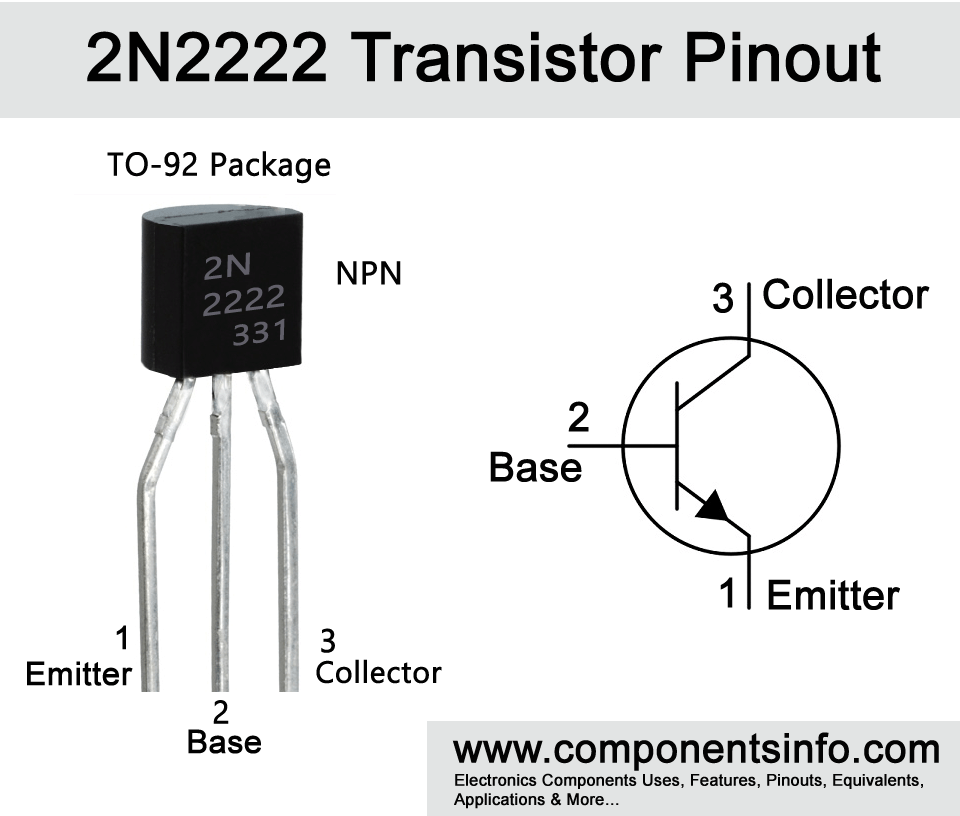 2N2222 Transistor Pinout
TO-92 Package
2N
2222
331
NPN
1
Emitter
2
Base
3
Collector
3 Collector
2
Base
1 Emitter
www.componentsinfo.com
Electronics Components Uses, Features, Pinouts, Equivalents,
Applications & More...